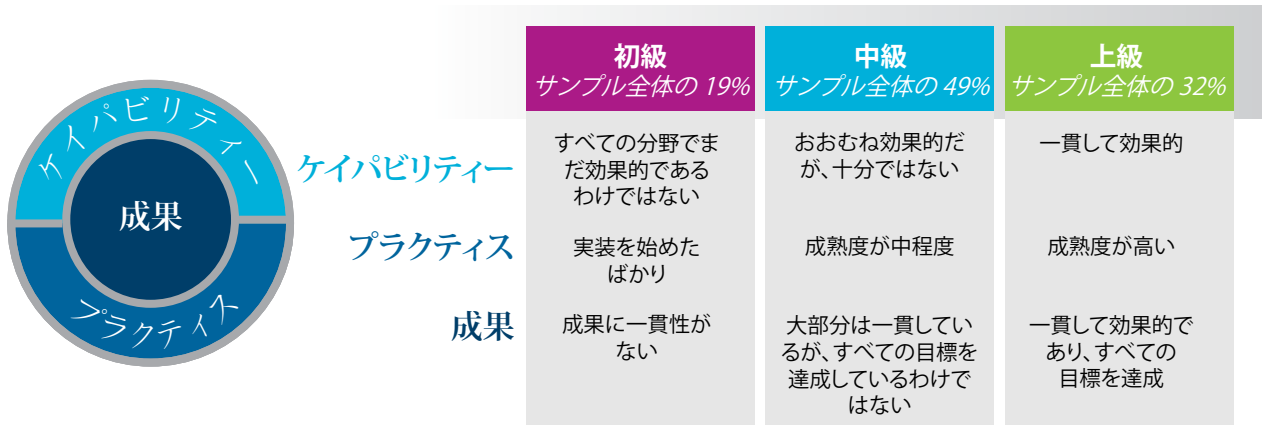 ケイパビリティー
成果
プラクティス
初級
サンプル全体の 19%
中級
サンプル全体の 49%
上級
サンプル全体の 32%
ケイパビリティー
すべての分野でま
だ効果的である
わけではない
おおむね効果的だ
が、十分ではない
一貫して効果的
プラクティス
実装を始めた
ばかり
成熟度が中程度
成熟度が高い
成果
成果に一貫性が
ない
大部分は一貫してい
るが、すべての目標を
達成しているわけで
はない
一貫して効果的で
あり、すべての
目標を達成